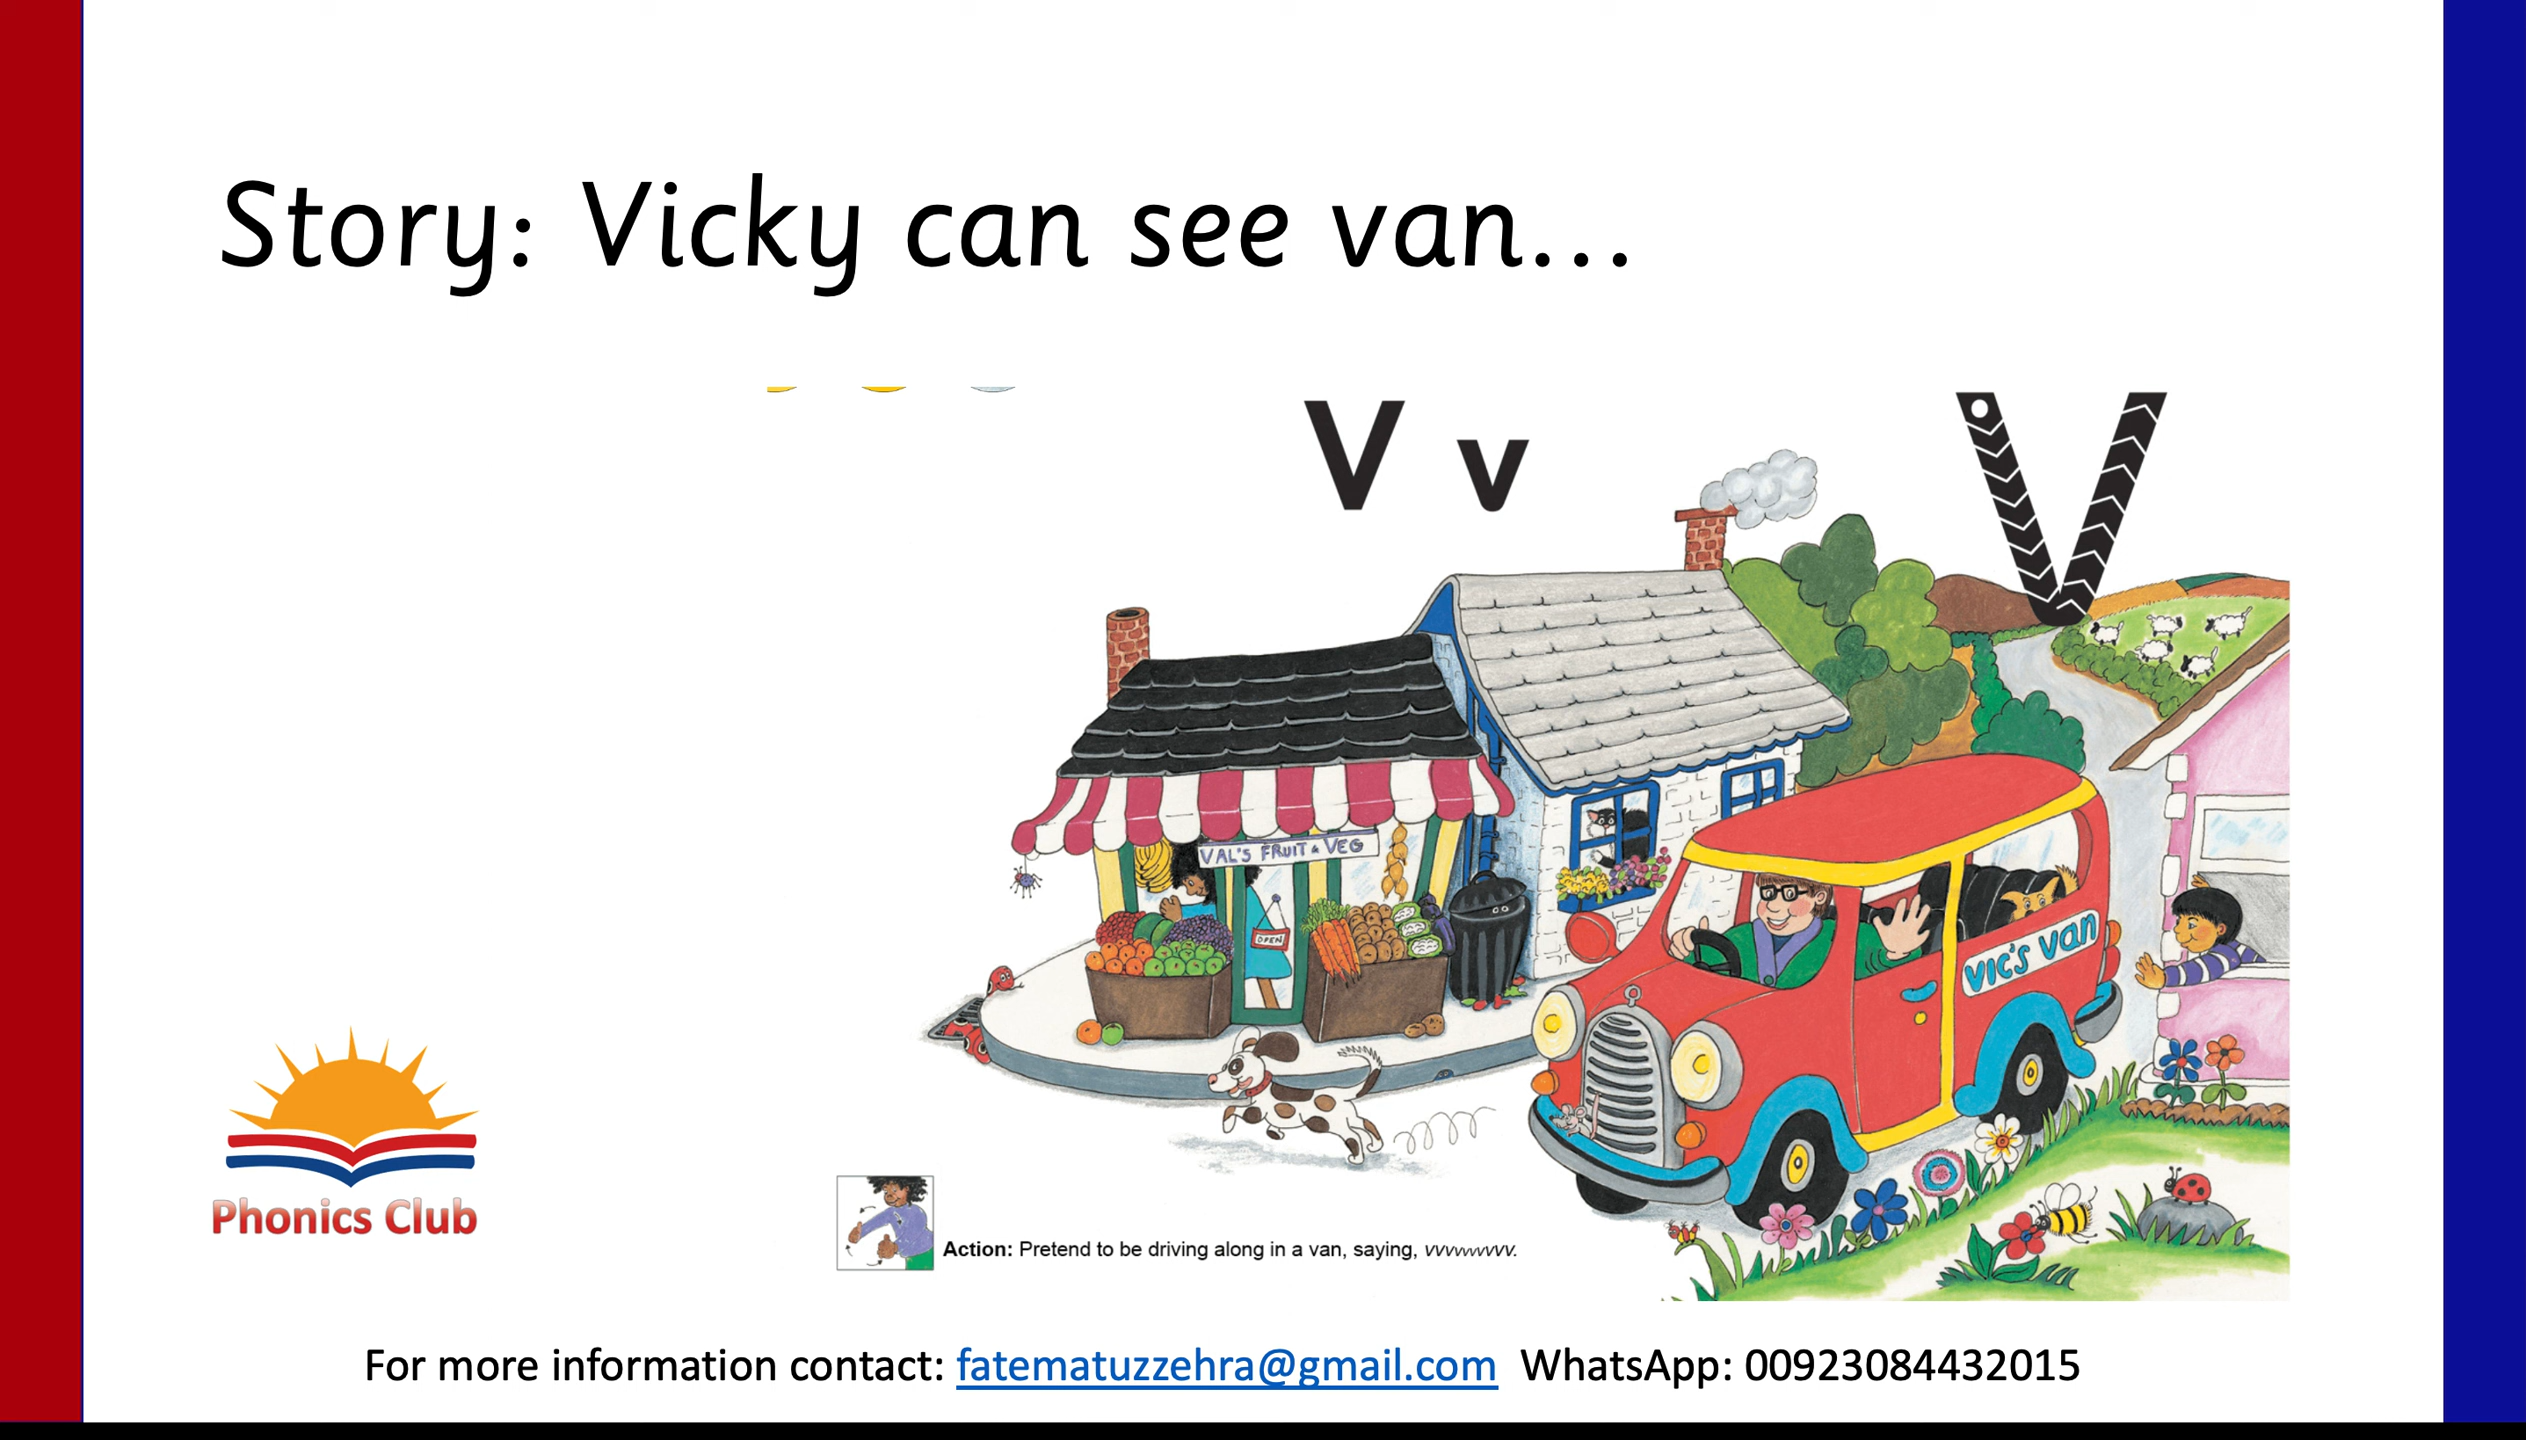 Story: Vicky can see van...
V v
V
VAL'S FRUIT & VEG
OPEN
VIC'S VAN
Phonics Club
Action: Pretend to be driving along in a van, saying, vvvvvvvvv.
For more information contact: fatematuzzehra@gmail.com WhatsApp: 00923084432015